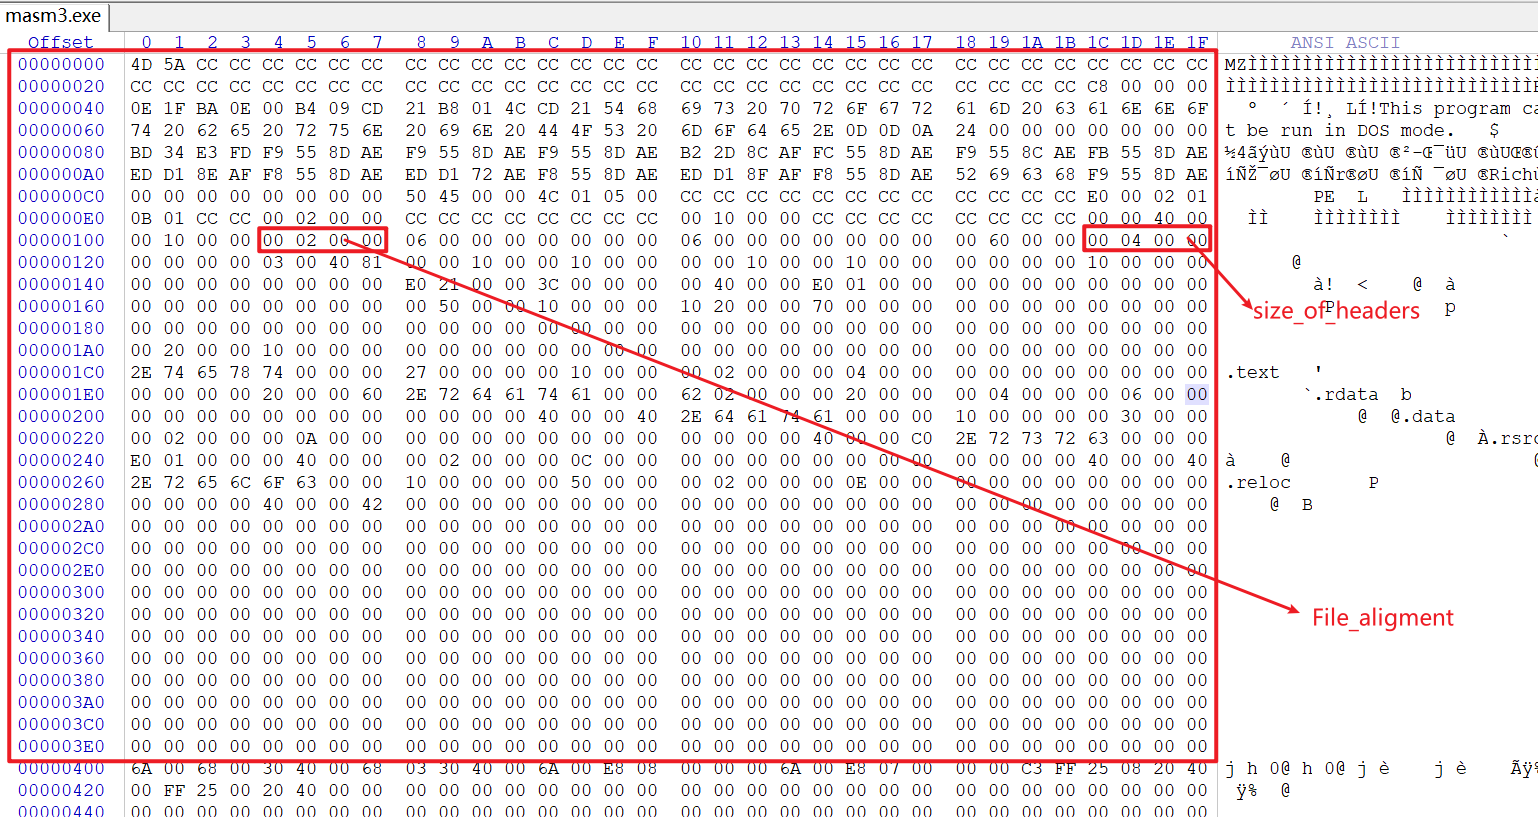 masm3.exe
Offset 0 1 2 3 4 5 6 7 8 9 A B C D E F 10 11 12 13 14 15 16 17 18 19 1A 1B 1C 1D 1E 1F ANSI ASCII
00000000 4D 5A CC CC CC CC CC CC CC CC CC CC CC CC CC CC CC CC CC CC CC CC CC CC CC CC CC CC CC CC CC CC MZÌÌÌÌÌÌÌÌÌÌÌÌÌÌÌÌÌÌÌÌÌÌÌÌÌÌ
00000020 CC CC CC CC CC CC CC CC CC CC CC CC CC CC CC CC CC CC CC CC CC CC CC CC CC CC CC CC C8 00 00 00 ÌÌÌÌÌÌÌÌÌÌÌÌÌÌÌÌÌÌÌÌÌÌÌÌÌÌÌÌ
00000040 0E 1F BA 0E 00 B4 09 CD 21 B8 01 4C CD 21 54 68 69 73 20 70 72 6F 67 72 61 6D 20 63 61 6E 6E 6F º ´ Í!¸ LÍ!This program ca
00000060 74 20 62 65 20 72 75 6E 20 69 6E 20 44 4F 53 20 6D 6F 64 65 2E 0D 0D 0A 24 00 00 00 00 00 00 00 t be run in DOS mode. $
00000080 BD 34 E3 FD F9 55 8D AE F9 55 8D AE F9 55 8D AE B2 2D 8C AF FC 55 8D AE F9 55 8C AE FB 55 8D AE ½4ãýùU ®ùU ®ùU ®²-Œ¯üU ®ùUŒ®û
000000A0 ED D1 8E AF F8 55 8D AE ED D1 72 AE F8 55 8D AE ED D1 8F AF F8 55 8D AE 52 69 63 68 F9 55 8D AE íÑŽ¯øU ®íÑr®øU ®íÑ ¯øU ®Richù
000000C0 00 00 00 00 00 00 00 00 50 45 00 00 4C 01 05 00 CC CC CC CC CC CC CC CC CC CC CC CC E0 00 02 01 PE L ÌÌÌÌÌÌÌÌÌÌÌÌà
000000E0 0B 01 CC CC 00 02 00 00 CC CC CC CC CC CC CC CC 00 10 00 00 CC CC CC CC CC CC CC CC 00 00 40 00 ÌÌ ÌÌÌÌÌÌÌÌ ÌÌÌÌÌÌÌ
00000100 00 10 00 00 00 02 00 00 06 00 00 00 00 00 00 00 06 00 00 00 00 00 00 00 00 60 00 00 00 04 00 00 `
00000120 00 00 00 00 03 00 40 81 00 00 10 00 00 10 00 00 00 00 10 00 00 10 00 00 00 00 00 00 10 00 00 00 @
00000140 00 00 00 00 00 00 00 00 E0 21 00 00 3C 00 00 00 00 40 00 00 E0 01 00 00 00 00 00 00 00 00 00 00 à! < @ à
00000160 00 00 00 00 00 00 00 00 00 50 00 00 10 00 00 00 10 20 00 00 70 00 00 00 00 00 00 00 00 00 00 00 P p
size_of_headers
00000180 00 00 00 00 00 00 00 00 00 00 00 00 00 00 00 00 00 00 00 00 00 00 00 00 00 00 00 00 00 00 00 00
000001A0 00 20 00 00 10 00 00 00 00 00 00 00 00 00 00 00 00 00 00 00 00 00 00 00 00 00 00 00 00 00 00 00
000001C0 2E 74 65 78 74 00 00 00 27 00 00 00 00 10 00 00 00 02 00 00 00 04 00 00 00 00 00 00 00 00 00 00 .text '
000001E0 00 00 00 00 20 00 00 60 2E 72 64 61 74 61 00 00 62 02 00 00 00 20 00 00 00 04 00 00 00 06 00 00 `.rdata b
00000200 00 00 00 00 00 00 00 00 00 00 00 00 40 00 00 40 2E 64 61 74 61 00 00 00 10 00 00 00 00 30 00 00 @ @.data
00000220 00 02 00 00 00 0A 00 00 00 00 00 00 00 00 00 00 00 00 00 00 40 00 00 C0 2E 72 73 72 63 00 00 00 @ À.rsrc
00000240 E0 01 00 00 00 40 00 00 00 02 00 00 00 0C 00 00 00 00 00 00 00 00 00 00 00 00 00 00 40 00 00 40 à @
00000260 2E 72 65 6C 6F 63 00 00 10 00 00 00 00 50 00 00 00 02 00 00 00 0E 00 00 00 00 00 00 00 00 00 00 .reloc P
00000280 00 00 00 00 40 00 00 42 00 00 00 00 00 00 00 00 00 00 00 00 00 00 00 00 00 00 00 00 00 00 00 00 @ B
000002A0 00 00 00 00 00 00 00 00 00 00 00 00 00 00 00 00 00 00 00 00 00 00 00 00 00 00 00 00 00 00 00 00
000002C0 00 00 00 00 00 00 00 00 00 00 00 00 00 00 00 00 00 00 00 00 00 00 00 00 00 00 00 00 00 00 00 00
000002E0 00 00 00 00 00 00 00 00 00 00 00 00 00 00 00 00 00 00 00 00 00 00 00 00 00 00 00 00 00 00 00 00
00000300 00 00 00 00 00 00 00 00 00 00 00 00 00 00 00 00 00 00 00 00 00 00 00 00 00 00 00 00 00 00 00 00
00000320 00 00 00 00 00 00 00 00 00 00 00 00 00 00 00 00 00 00 00 00 00 00 00 00 00 00 00 00 00 00 00 00
File_aligment
00000340 00 00 00 00 00 00 00 00 00 00 00 00 00 00 00 00 00 00 00 00 00 00 00 00 00 00 00 00 00 00 00 00
00000360 00 00 00 00 00 00 00 00 00 00 00 00 00 00 00 00 00 00 00 00 00 00 00 00 00 00 00 00 00 00 00 00
00000380 00 00 00 00 00 00 00 00 00 00 00 00 00 00 00 00 00 00 00 00 00 00 00 00 00 00 00 00 00 00 00 00
000003A0 00 00 00 00 00 00 00 00 00 00 00 00 00 00 00 00 00 00 00 00 00 00 00 00 00 00 00 00 00 00 00 00
000003C0 00 00 00 00 00 00 00 00 00 00 00 00 00 00 00 00 00 00 00 00 00 00 00 00 00 00 00 00 00 00 00 00
000003E0 00 00 00 00 00 00 00 00 00 00 00 00 00 00 00 00 00 00 00 00 00 00 00 00 00 00 00 00 00 00 00 00
00000400 6A 00 68 00 30 40 00 68 03 30 40 00 6A 00 E8 08 00 00 00 6A 00 E8 07 00 00 00 C3 FF 25 08 20 40 j h 0@ h 0@ j è j è Ãÿ%
00000420 00 FF 25 00 20 40 00 00 00 00 00 00 00 00 00 00 00 00 00 00 00 00 00 00 00 00 00 00 00 00 00 00 ÿ% @
00000440 00 00 00 00 00 00 00 00 00 00 00 00 00 00 00 00 00 00 00 00 00 00 00 00 00 00 00 00 00 00 00 00